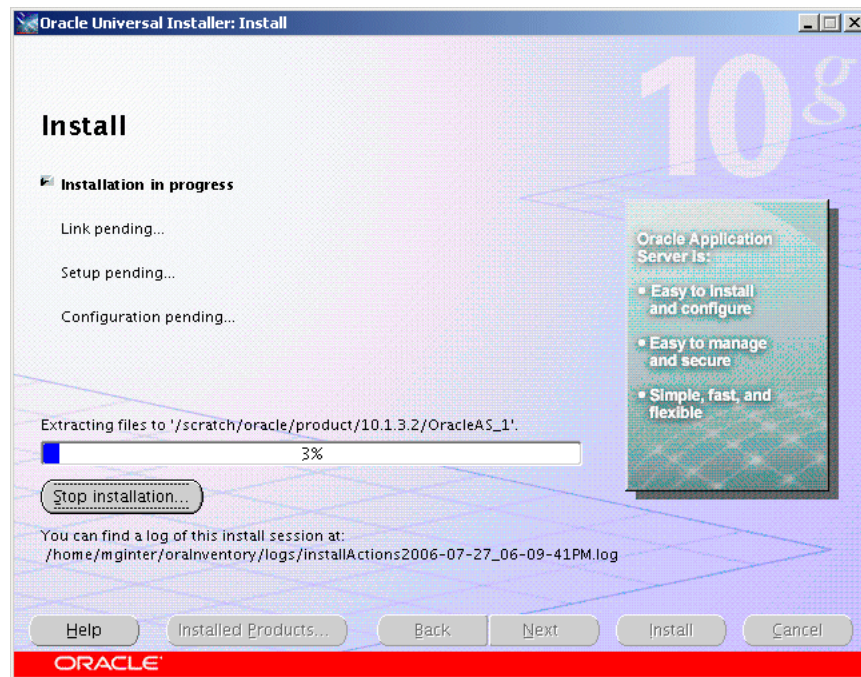 Oracle Universal Installer: Install
10g
Install
Installation in progress
Link pending...
Setup pending...
Configuration pending...
Oracle Application
Server is:
• Easy to install
and configure
• Easy to manage
and secure
• Simple, fast, and
flexible
Extracting files to '/scratch/oracle/product/10.1.3.2/OracleAS_1'.
3%
Stop installation...
You can find a log of this install session at:
/home/mginter/oraInventory/logs/installActions2006-07-27_06-09-41PM.log
Help
Installed Products...
Back
Next
Install
Cancel
ORACLE